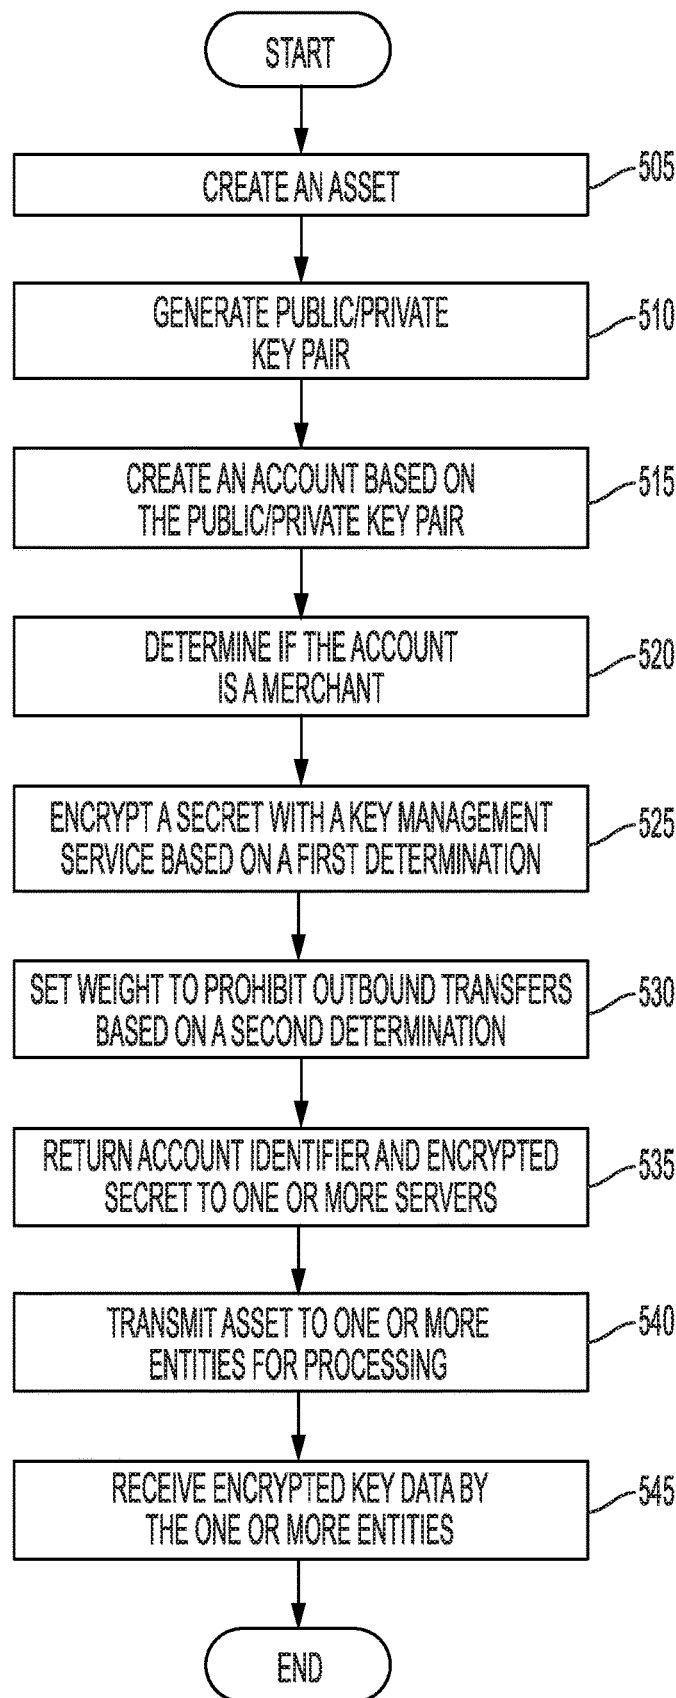 START
CREATE AN ASSET
505
GENERATE PUBLIC/PRIVATE
KEY PAIR
510
CREATE AN ACCOUNT BASED ON
THE PUBLIC/PRIVATE KEY PAIR
515
DETERMINE IF THE ACCOUNT
IS A MERCHANT
520
ENCRYPT A SECRET WITH A KEY MANAGEMENT
SERVICE BASED ON A FIRST DETERMINATION
525
SET WEIGHT TO PROHIBIT OUTBOUND TRANSFERS
BASED ON A SECOND DETERMINATION
530
RETURN ACCOUNT IDENTIFIER AND ENCRYPTED
SECRET TO ONE OR MORE SERVERS
535
TRANSMIT ASSET TO ONE OR MORE
ENTITIES FOR PROCESSING
540
RECEIVE ENCRYPTED KEY DATA BY
THE ONE OR MORE ENTITIES
545
END